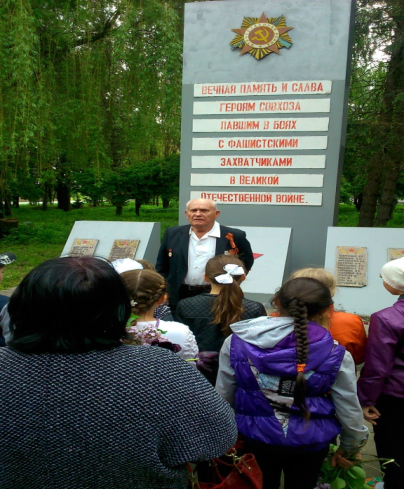 ВЕЧНАЯ ПАМЯТЬ И СЛАВА
ГЕРОЯМ СОВХОЗА
ПАВШИМ В БОЯХ
С ФАШИСТСКИМИ
ЗАХВАТЧИКАМИ
В ВЕЛИКОЙ
ОТЕЧЕСТВЕННОЙ ВОЙНЕ.